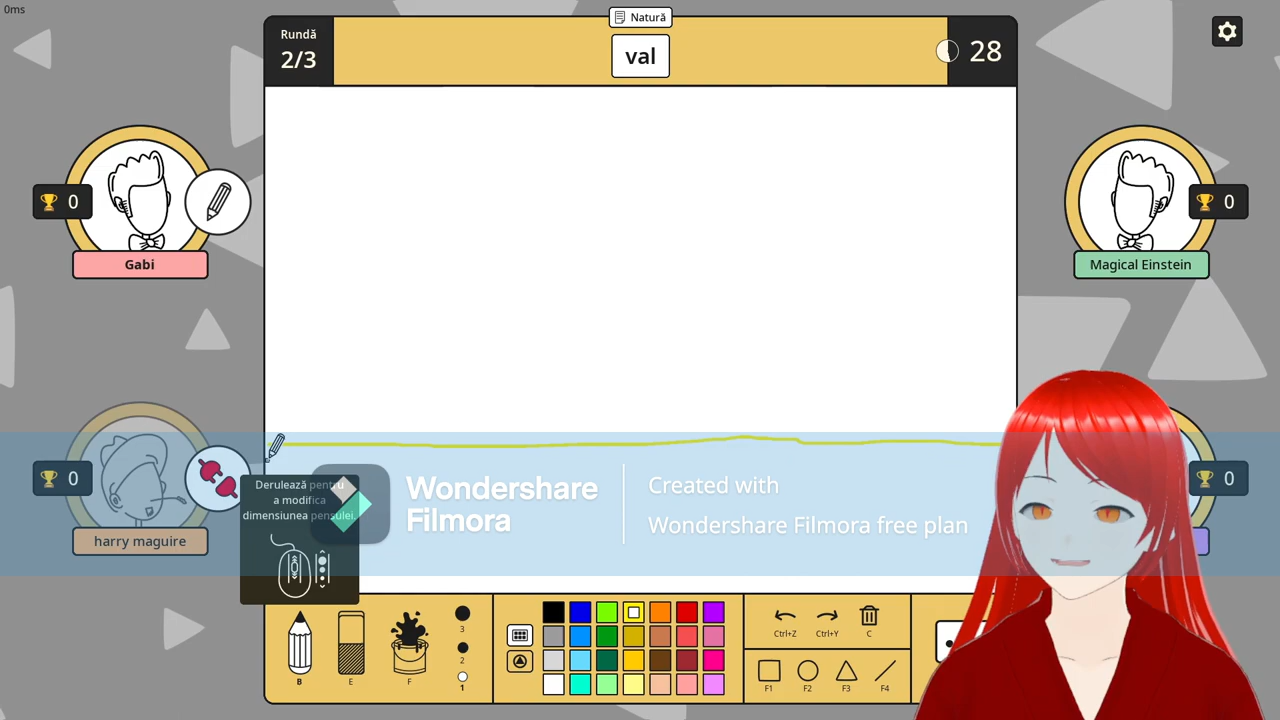 0ms
Rundă
2/3
Natură
val
28
0
Gabi
0
Magical Einstein
0
harry maguire
0
Derulează pentru
a modifica
dimensiunea pensulei.
Wondershare
Filmora
Created with
Wondershare Filmora free plan
3
2
1
B
E
F
Ctrl+Z
Ctrl+Y
C
F1
F2
F3
F4